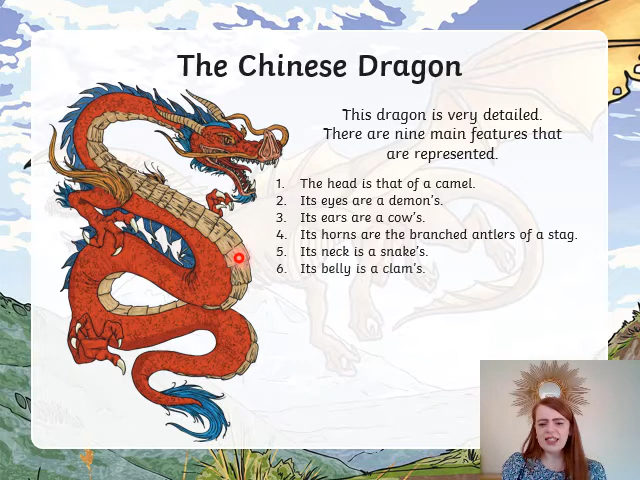 The Chinese Dragon
This dragon is very detailed.
There are nine main features that
are represented.
1. The head is that of a camel.
2. Its eyes are a demon's.
3. Its ears are a cow's.
4. Its horns are the branched antlers of a stag.
5. Its neck is a snake's.
6. Its belly is a clam's.